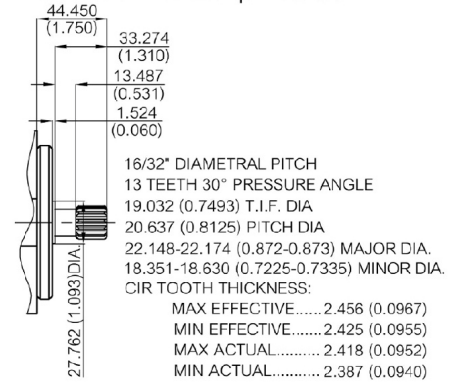 44.450
(1.750)
33.274
(1.310)
13.487
(0.531)
1.524
(0.060)
16/32" DIAMETRAL PITCH
13 TEETH 30° PRESSURE ANGLE
19.032 (0.7493) T.I.F. DIA
20.637 (0.8125) PITCH DIA
22.148-22.174 (0.872-0.873) MAJOR DIA.
18.351-18.630 (0.7225-0.7335) MINOR DIA.
CIR TOOTH THICKNESS:
MAX EFFECTIVE......2.456 (0.0967)
MIN EFFECTIVE.......2.425 (0.0955)
MAX ACTUAL..........2.418 (0.0952)
MIN ACTUAL...........2.387 (0.0940)
27.762 (1.093)DIA.